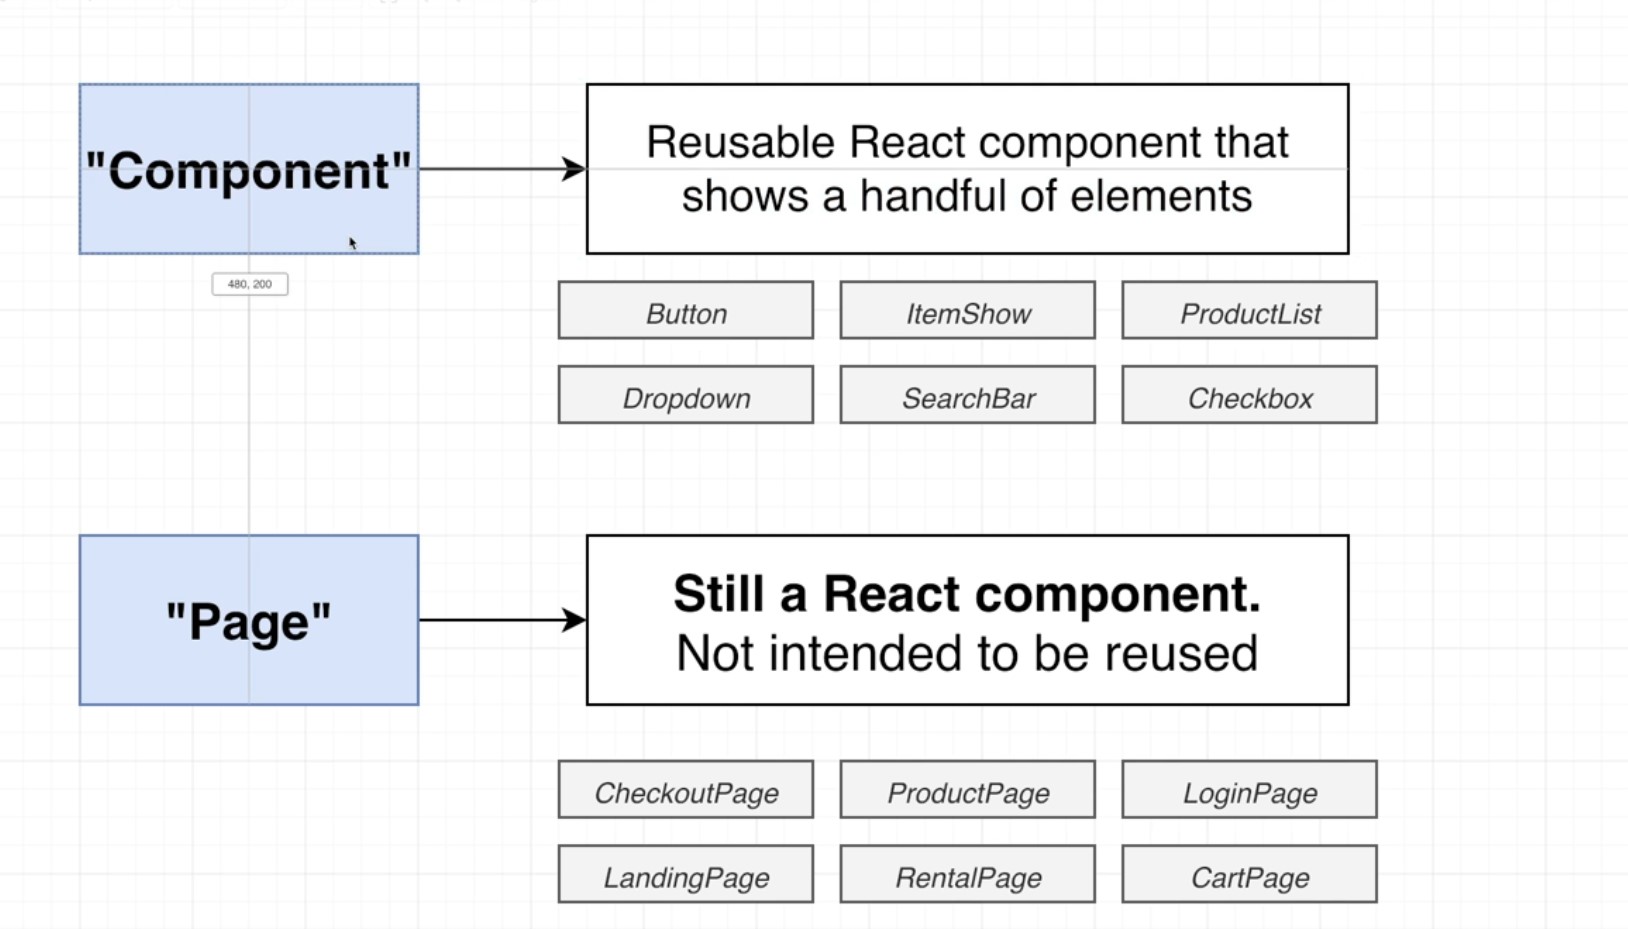 "Component"
Reusable React component that
shows a handful of elements
480, 200
Button
ItemShow
ProductList
Dropdown
SearchBar
Checkbox
"Page"
Still a React component.
Not intended to be reused
CheckoutPage
ProductPage
LoginPage
LandingPage
RentalPage
CartPage